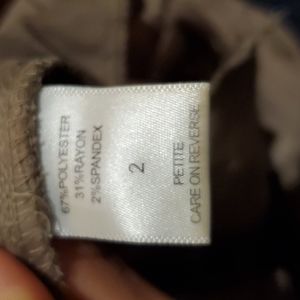 67%POLYESTER
31%RAYON
2%SPANDEX
2
PETITE
CARE ON REVERSE